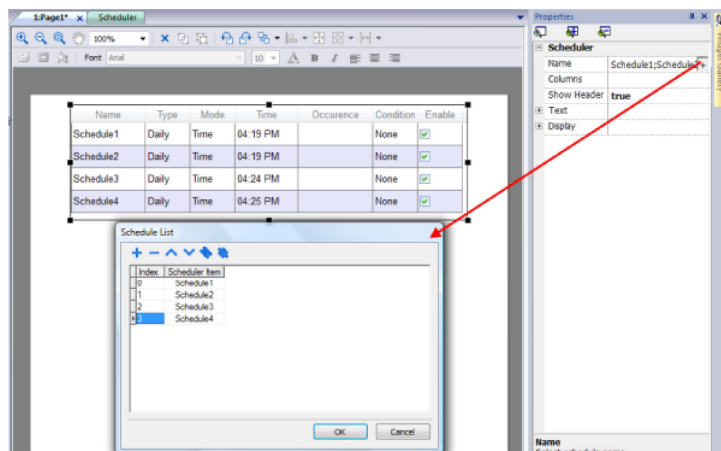 1:Page1* x Scheduler
100%
Font Arial 10 B I
Name Type Mode Time Occurence Condition Enable
Schedule1 Daily Time 04:19 PM None
Schedule2 Daily Time 04:19 PM None
Schedule3 Daily Time 04:24 PM None
Schedule4 Daily Time 04:25 PM None
Schedule List
Index Scheduler Item
0 Schedule1
1 Schedule2
2 Schedule3
3 Schedule4
OK Cancel
Properties
Scheduler
Name Schedule1;Schedule2
Columns
Show Header true
Text
Display
Name